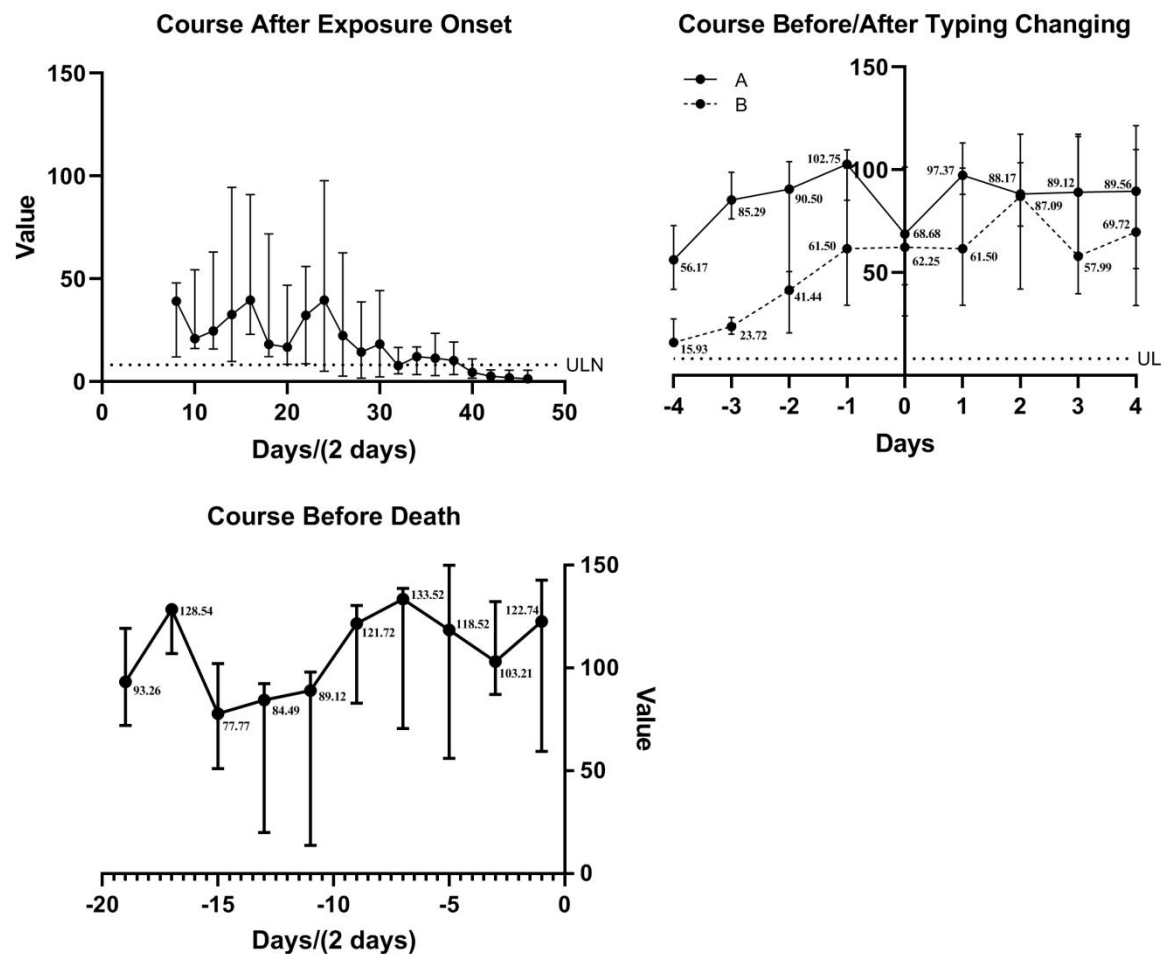 Course After Exposure Onset
150
100
50
0
Value
ULN
0 10 20 30 40 50
Days/(2 days)
Course Before/After Typing Changing
A
B
150
100
50
56.17
85.29
90.50
102.75
68.68
97.37
88.17
89.12
89.56
15.93
23.72
41.44
61.50
62.25
61.50
87.09
57.99
69.72
UL
-4 -3 -2 -1 0 1 2 3 4
Days
Course Before Death
150
100
50
0
Value
93.26
128.54
77.77
84.49
89.12
121.72
133.52
118.52
103.21
122.74
-20 -15 -10 -5 0
Days/(2 days)